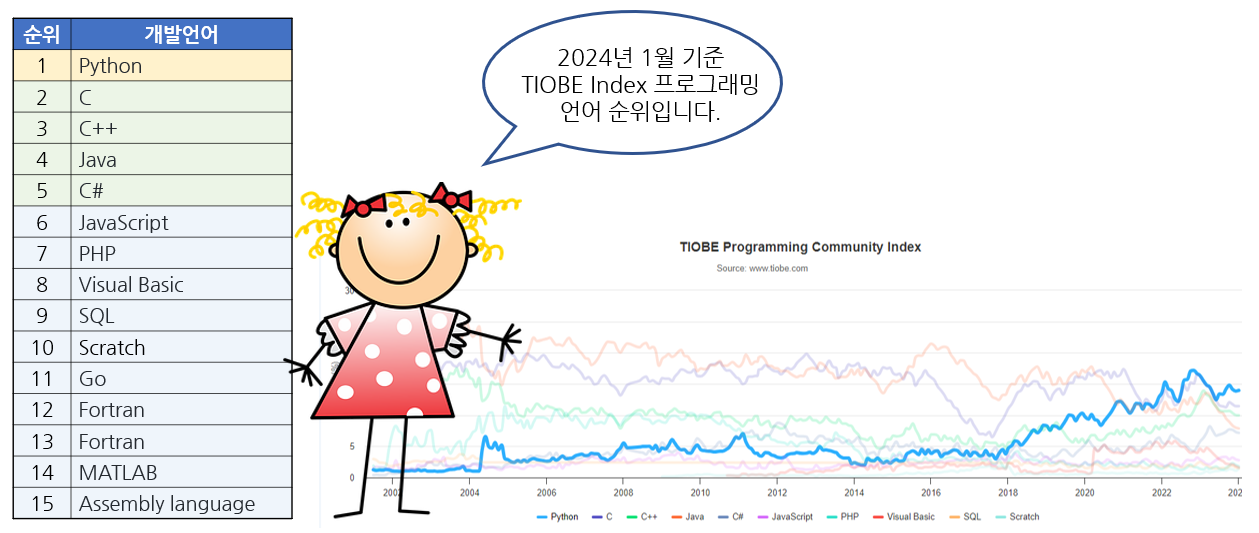 순위 개발언어
1 Python
2 C
3 C++
4 Java
5 C#
6 JavaScript
7 PHP
8 Visual Basic
9 SQL
10 Scratch
11 Go
12 Fortran
13 Fortran
14 MATLAB
15 Assembly language
2024년 1월 기준
TIOBE Index 프로그래밍
언어 순위입니다.
TIOBE Programming Community Index
Source: www.tiobe.com
30
5
0
2002 2004 2006 2008 2010 2012 2014 2016 2018 2020 2022 202
Python C C++ Java C# JavaScript PHP Visual Basic SQL Scratch